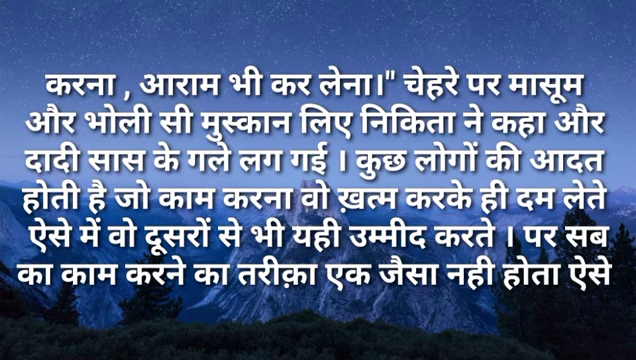 करना , आराम भी कर लेना।" चेहरे पर मासूम
और भोली सी मुस्कान लिए निकिता ने कहा और
दादी सास के गले लग गई । कुछ लोगों की आदत
होती है जो काम करना वो ख़त्म करके ही दम लेते
ऐसे में वो दूसरों से भी यही उम्मीद करते । पर सब
का काम करने का तरीक़ा एक जैसा नही होता ऐसे